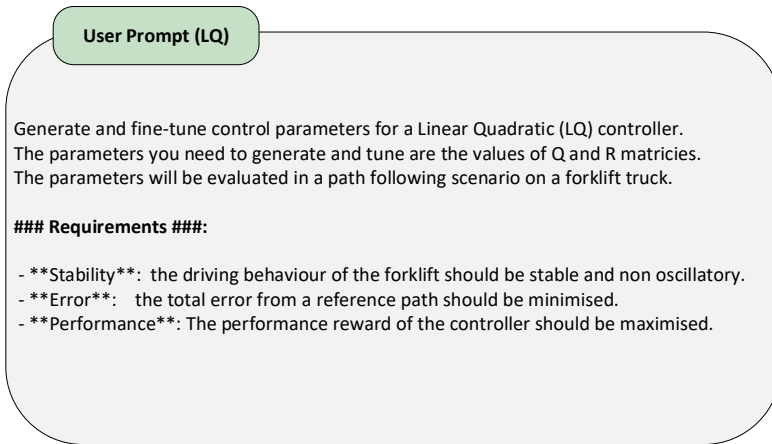 User Prompt (LQ)
Generate and fine-tune control parameters for a Linear Quadratic (LQ) controller.
The parameters you need to generate and tune are the values of Q and R matricies.
The parameters will be evaluated in a path following scenario on a forklift truck.
### Requirements ###:
- **Stability**: the driving behaviour of the forklift should be stable and non oscillatory.
- **Error**: the total error from a reference path should be minimised.
- **Performance**: The performance reward of the controller should be maximised.